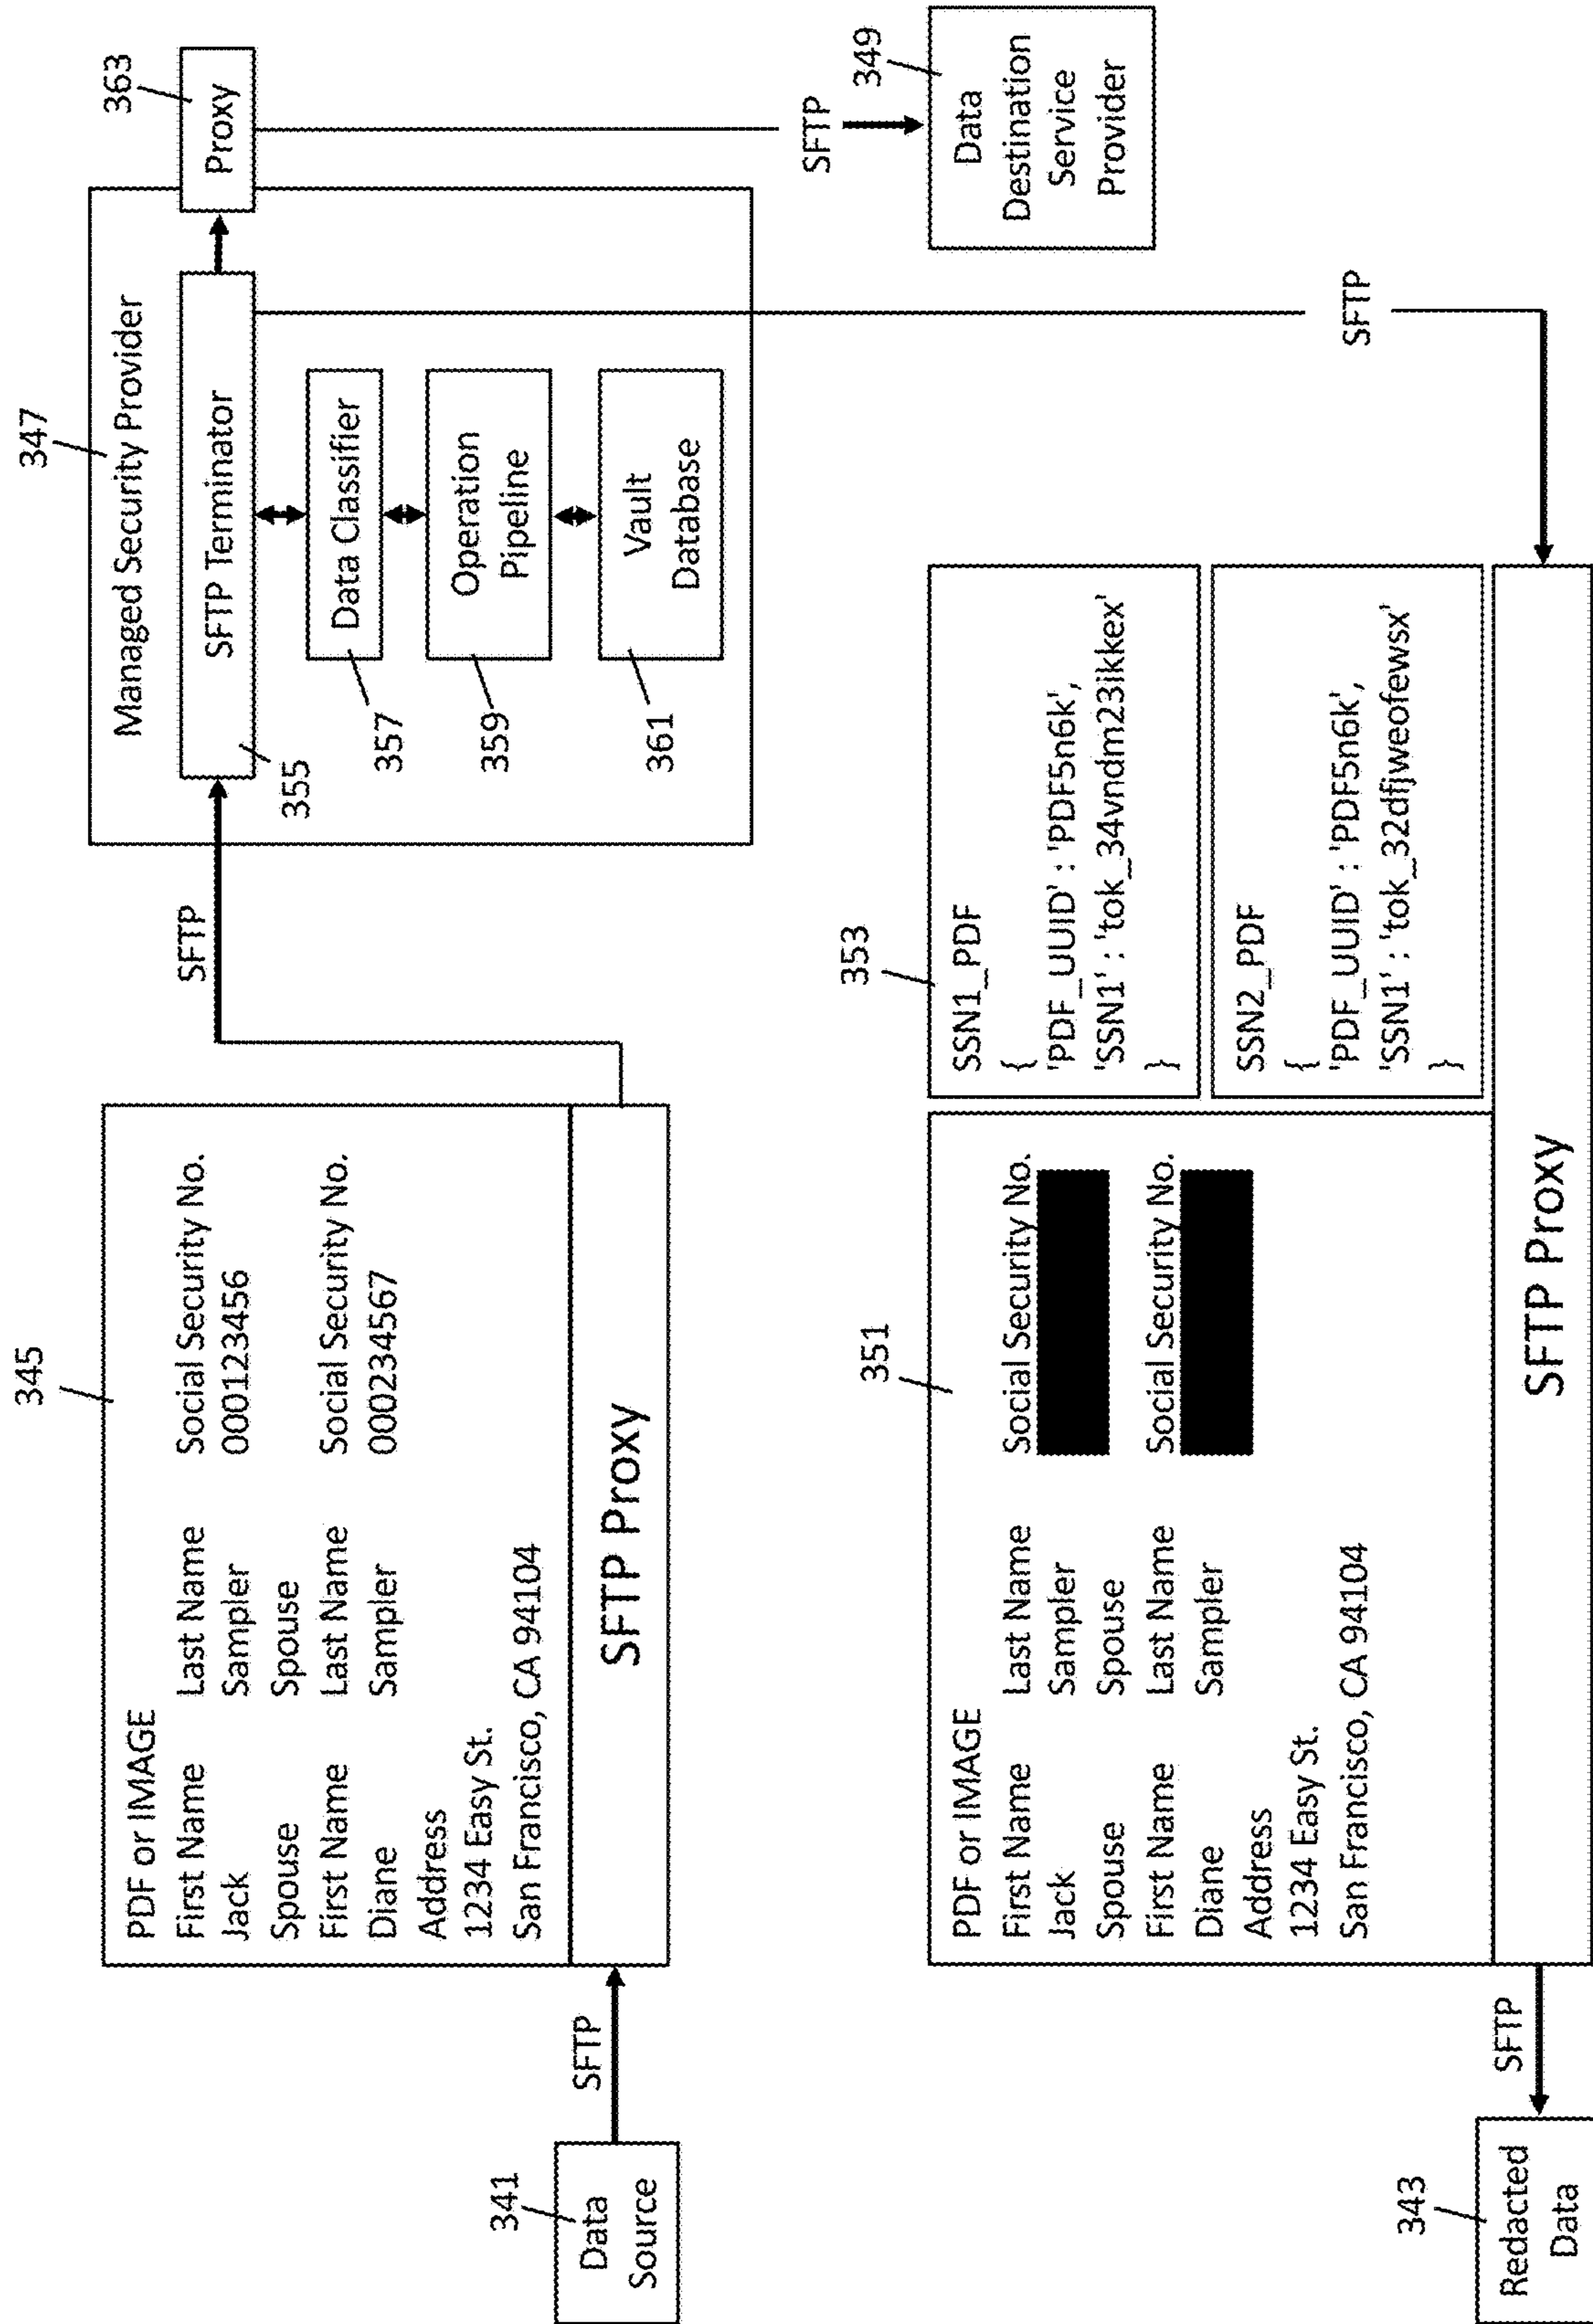 341
Data
Source
SFTP
345
PDF or IMAGE
First Name Last Name Social Security No.
Jack Sampler 000123456
Spouse Spouse
First Name Last Name Social Security No.
Diane Sampler 000234567
Address
1234 Easy St.
San Francisco, CA 94104
SFTP Proxy
SFTP
347
Managed Security Provider
SFTP Terminator
355
Data Classifier
357
Operation
Pipeline
359
Vault
Database
361
363
Proxy
SFTP
349
Data
Destination
Service
Provider
SFTP
343
Redacted
Data
SFTP
351
PDF or IMAGE
First Name Last Name Social Security No.
Jack Sampler
Spouse Spouse
First Name Last Name Social Security No.
Diane Sampler
Address
1234 Easy St.
San Francisco, CA 94104
353
SSN1_PDF
{
'PDF_UUID' : 'PDF5n6k',
'SSN1' : 'tok_34vndm23ikkex'
}
SSN2_PDF
{
'PDF_UUID' : 'PDF5n6k',
'SSN1' : 'tok_32dfjweofewsx'
}
SFTP Proxy